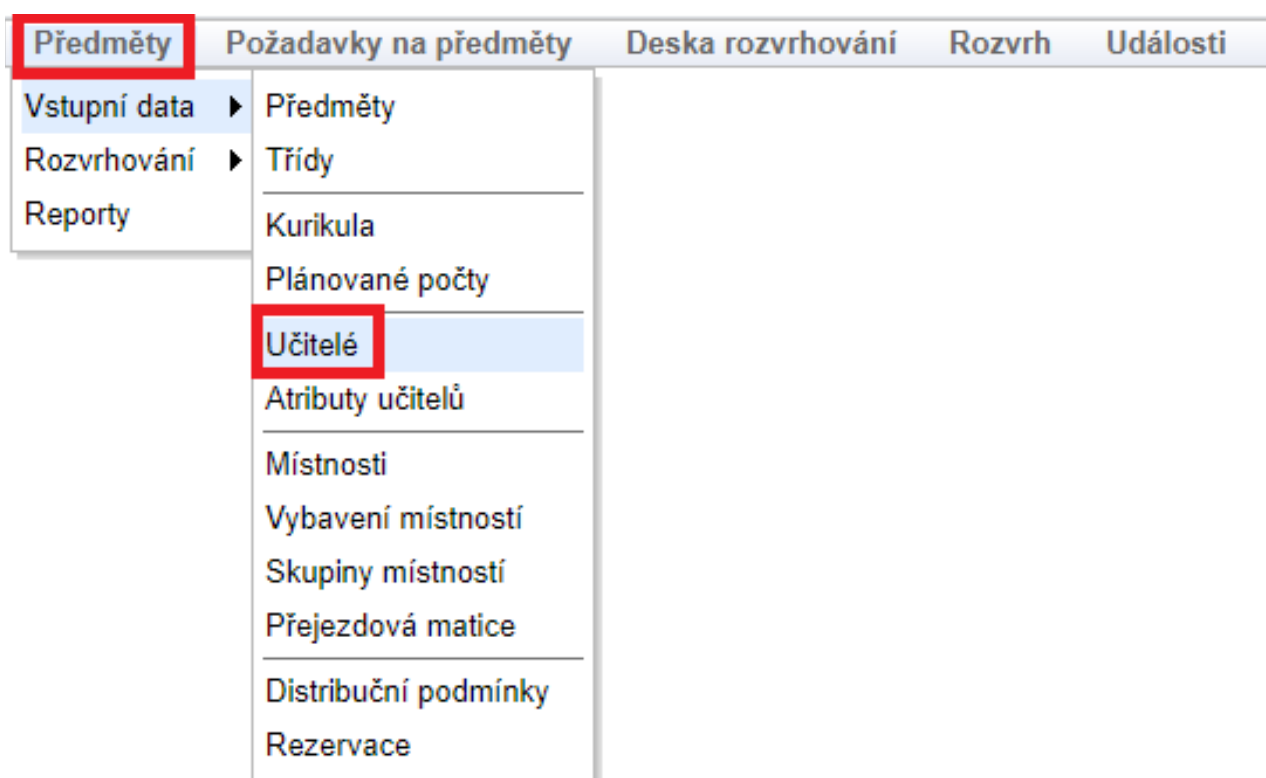 Předměty Požadavky na předměty Deska rozvrhování Rozvrh Události
Vstupní data
Rozvrhování
Reporty
Předměty
Třídy
Kurikula
Plánované počty
Učitelé
Atributy učitelů
Místnosti
Vybavení místností
Skupiny místností
Přejezdová matice
Distribuční podmínky
Rezervace